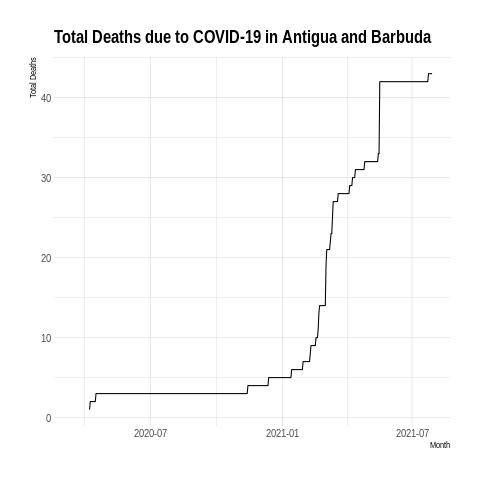 Total Deaths due to COVID-19 in Antigua and Barbuda
Total Deaths
40
30
20
10
0
2020-07
2021-01
2021-07
Month